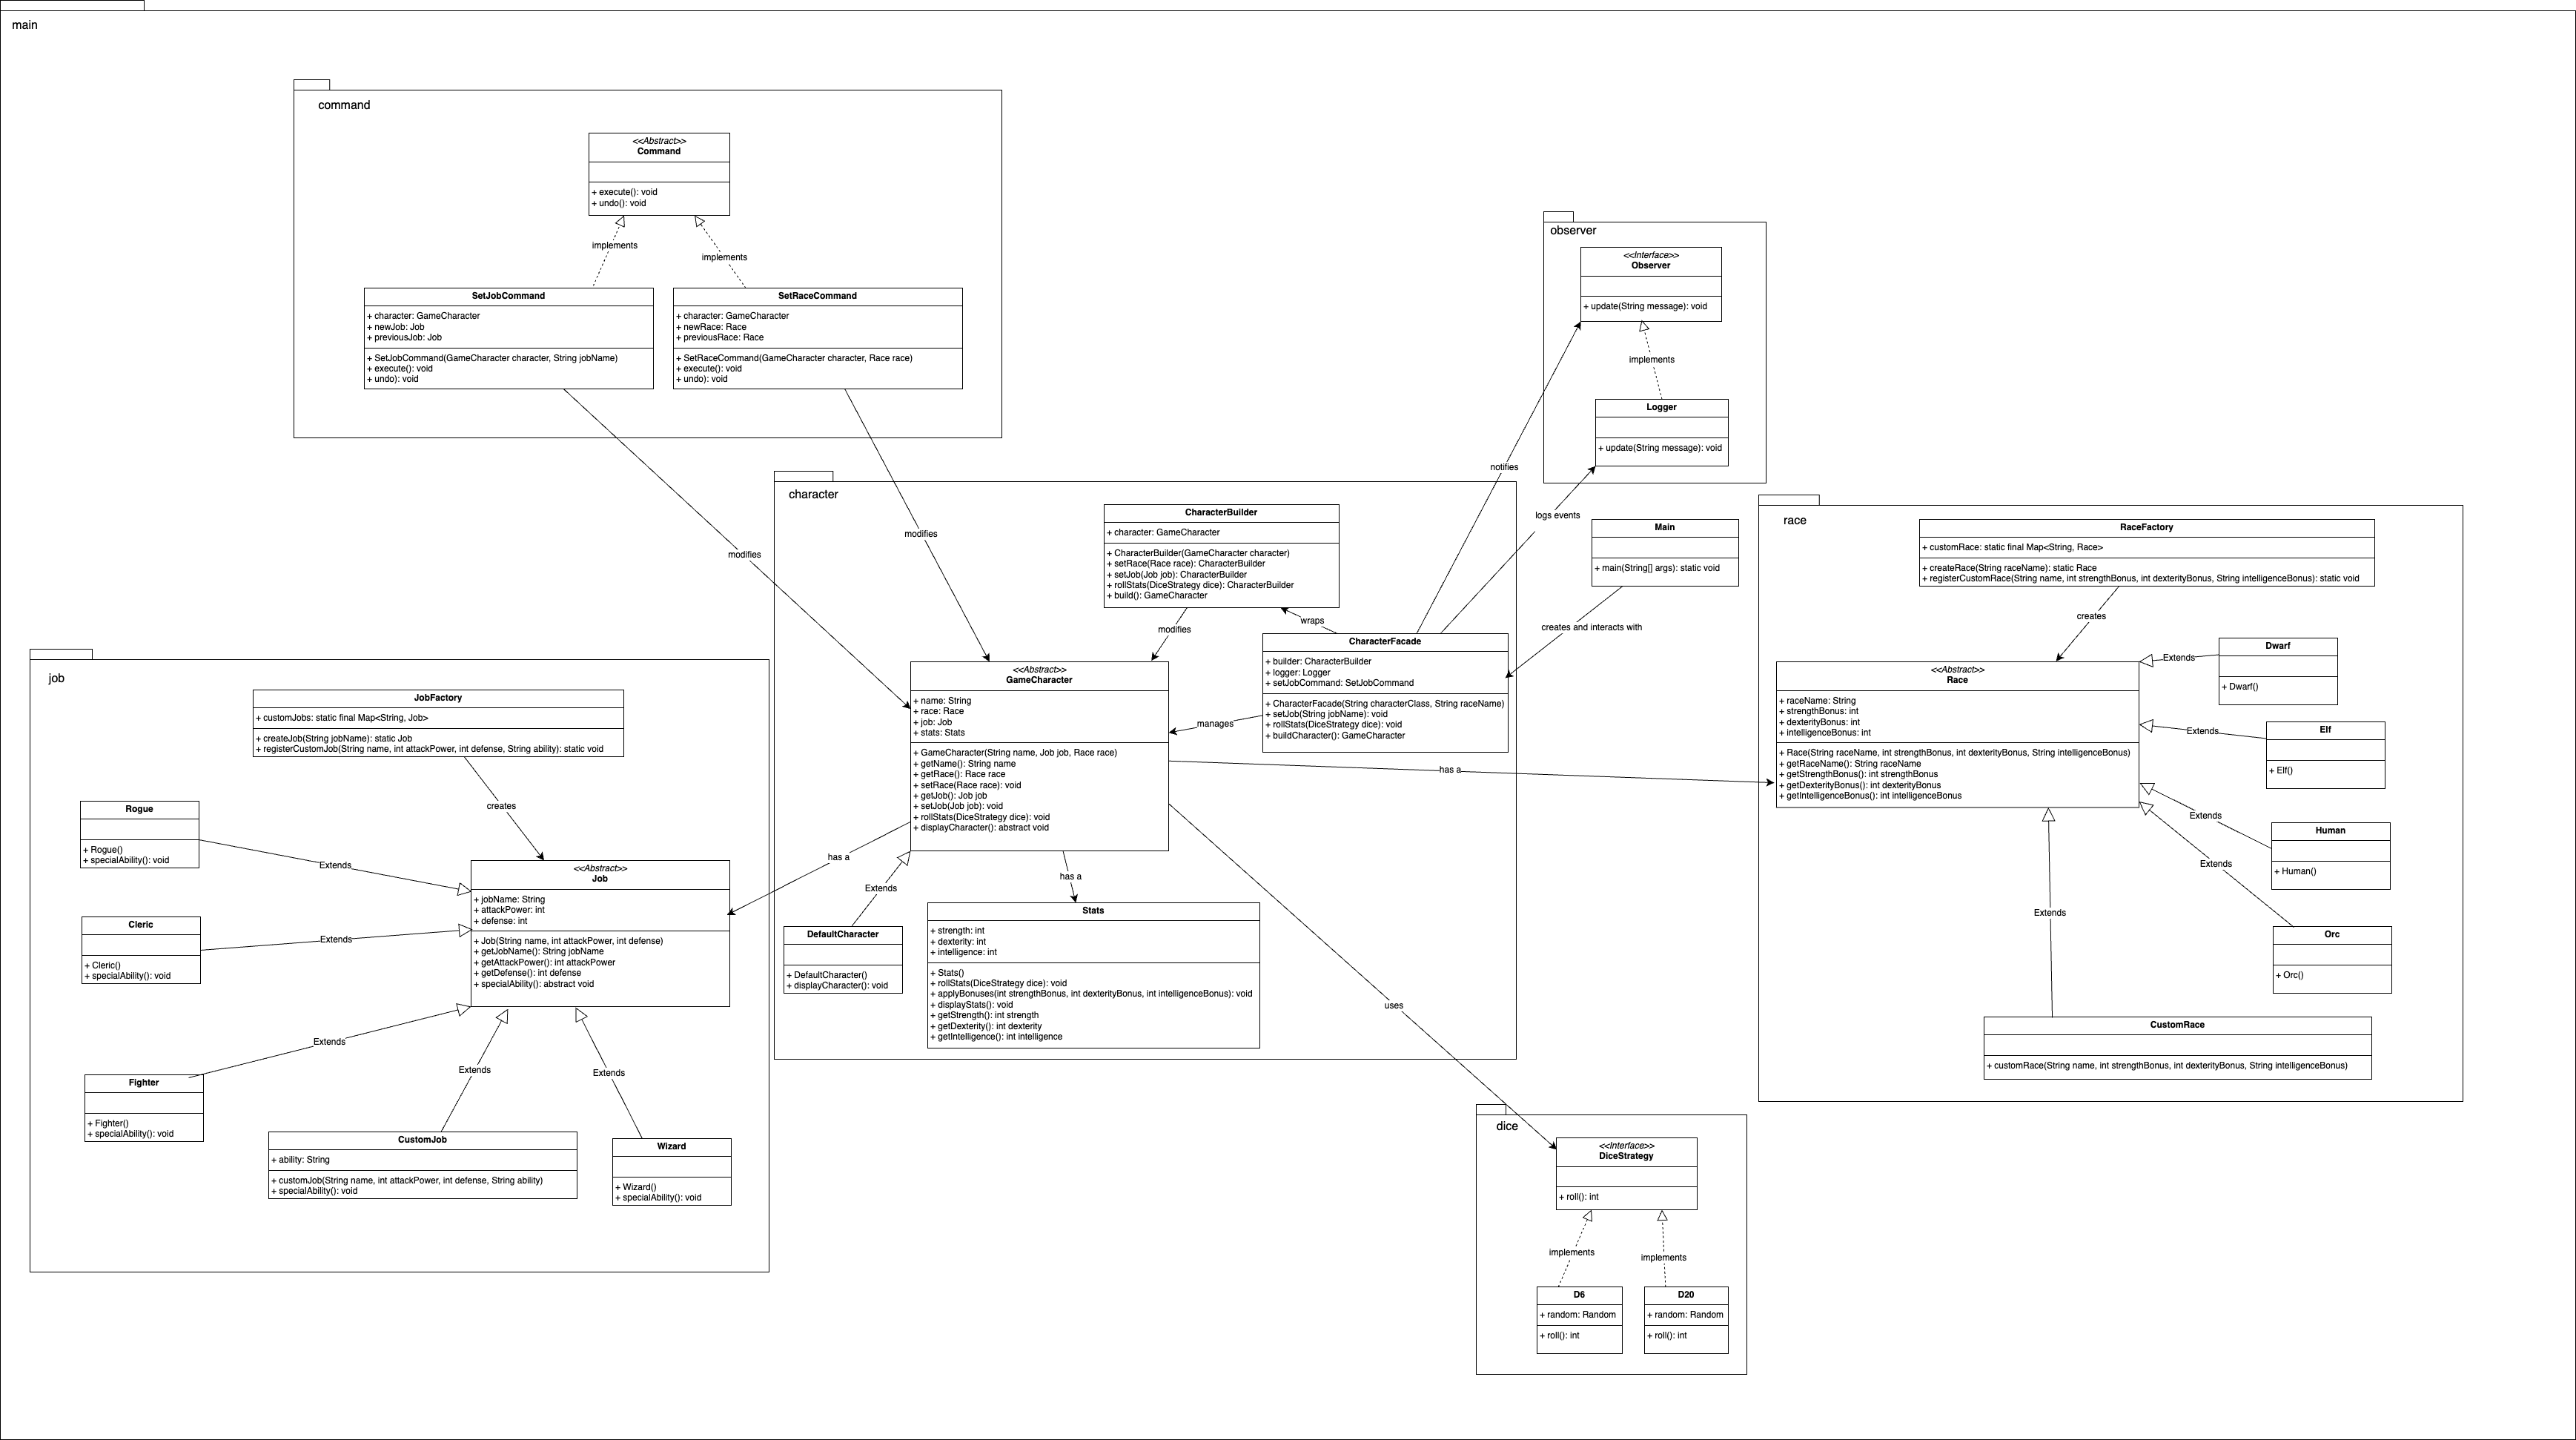 main
command
<<Abstract>>
Command
+ execute(): void
+ undo(): void
implements
implements
SetJobCommand
+ character: GameCharacter
+ newJob: Job
+ previousJob: Job
+ SetJobCommand(GameCharacter character, String jobName)
+ execute(): void
+ undo): void
SetRaceCommand
+ character: GameCharacter
+ newRace: Race
+ previousRace: Race
+ SetRaceCommand(GameCharacter character, Race race)
+ execute(): void
+ undo): void
modifies
modifies
observer
<<Interface>>
Observer
+ update(String message): void
implements
Logger
+ update(String message): void
notifies
logs events
Main
+ main(String[] args): static void
creates and interacts with
character
CharacterBuilder
+ character: GameCharacter
+ CharacterBuilder(GameCharacter character)
+ setRace(Race race): CharacterBuilder
+ setJob(Job job): CharacterBuilder
+ rollStats(DiceStrategy dice): CharacterBuilder
+ build(): GameCharacter
modifies
wraps
CharacterFacade
+ builder: CharacterBuilder
+ logger: Logger
+ setJobCommand: SetJobCommand
+ CharacterFacade(String characterClass, String raceName)
+ setJob(String jobName): void
+ rollStats(DiceStrategy dice): void
+ buildCharacter(): GameCharacter
manages
<<Abstract>>
GameCharacter
+ name: String
+ race: Race
+ job: Job
+ stats: Stats
+ GameCharacter(String name, Job job, Race race)
+ getName(): String name
+ getRace(): Race race
+ setRace(Race race): void
+ getJob(): Job job
+ setJob(Job job): void
+ rollStats(DiceStrategy dice): void
+ displayCharacter(): abstract void
has a
has a
has a
uses
Extends
DefaultCharacter
+ DefaultCharacter()
+ displayCharacter(): void
Stats
+ strength: int
+ dexterity: int
+ intelligence: int
+ Stats()
+ rollStats(DiceStrategy dice): void
+ applyBonuses(int strengthBonus, int dexterityBonus, int intelligenceBonus): void
+ displayStats(): void
+ getStrength(): int strength
+ getDexterity(): int dexterity
+ getIntelligence(): int intelligence
job
JobFactory
+ customJobs: static final Map<String, Job>
+ createJob(String jobName): static Job
+ registerCustomJob(String name, int attackPower, int defense, String ability): static void
creates
Rogue
+ Rogue()
+ specialAbility(): void
Extends
Cleric
+ Cleric()
+ specialAbility(): void
Extends
<<Abstract>>
Job
+ jobName: String
+ attackPower: int
+ defense: int
+ Job(String name, int attackPower, int defense)
+ getJobName(): String jobName
+ getAttackPower(): int attackPower
+ getDefense(): int defense
+ specialAbility(): abstract void
Extends
Fighter
+ Fighter()
+ specialAbility(): void
Extends
CustomJob
+ ability: String
+ customJob(String name, int attackPower, int defense, String ability)
+ specialAbility(): void
Extends
Wizard
+ Wizard()
+ specialAbility(): void
race
RaceFactory
+ customRace: static final Map<String, Race>
+ createRace(String raceName): static Race
+ registerCustomRace(String name, int strengthBonus, int dexterityBonus, String intelligenceBonus): static void
creates
<<Abstract>>
Race
+ raceName: String
+ strengthBonus: int
+ dexterityBonus: int
+ intelligenceBonus: int
+ Race(String raceName, int strengthBonus, int dexterityBonus, String intelligenceBonus)
+ getRaceName(): String raceName
+ getStrengthBonus(): int strengthBonus
+ getDexterityBonus(): int dexterityBonus
+ getIntelligenceBonus(): int intelligenceBonus
Extends
Dwarf
+ Dwarf()
Extends
Elf
+ Elf()
Extends
Human
+ Human()
Extends
Orc
+ Orc()
Extends
CustomRace
+ customRace(String name, int strengthBonus, int dexterityBonus, String intelligenceBonus)
dice
<<Interface>>
DiceStrategy
+ roll(): int
implements
implements
D6
+ random: Random
+ roll(): int
D20
+ random: Random
+ roll(): int